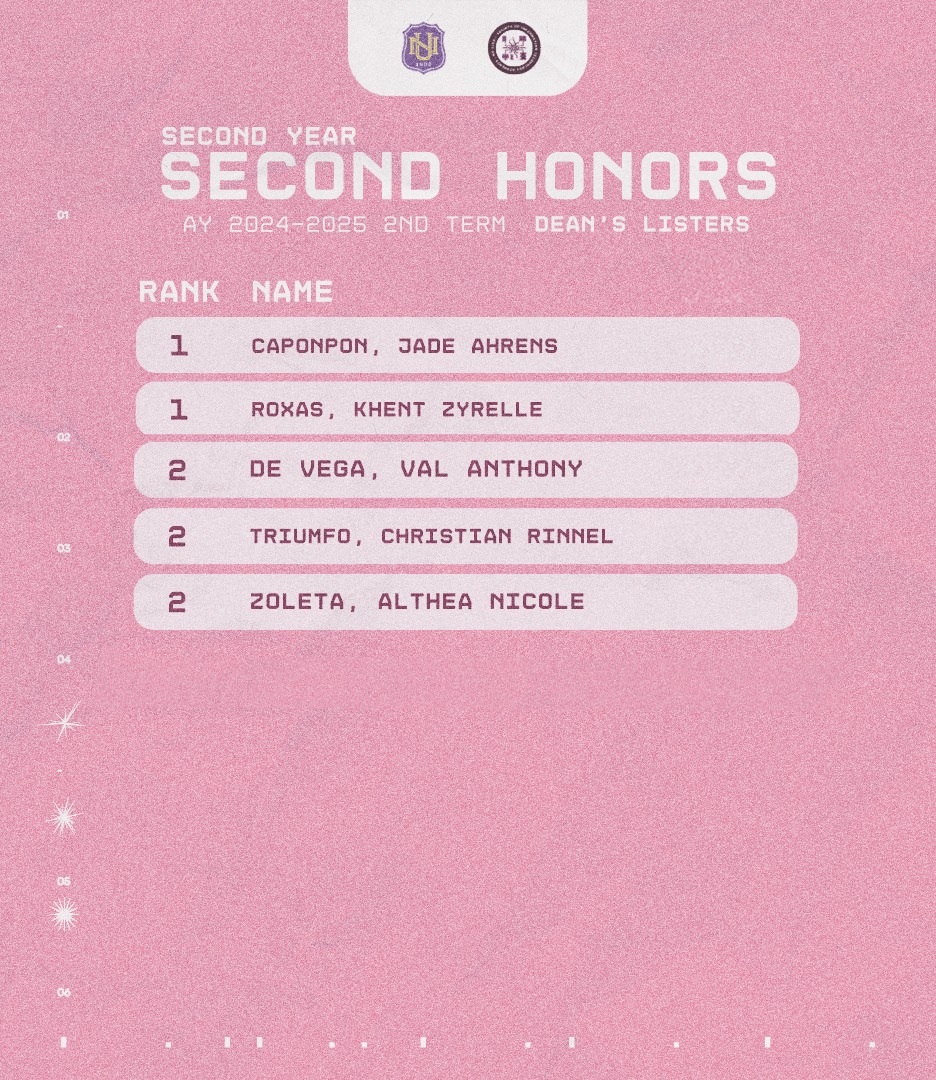 NU
1900
SECOND YEAR
SECOND HONORS
AY 2024-2025 2ND TERM DEAN'S LISTERS
RANK NAME
1 CAPONPON, JADE AHRENS
1 ROXAS, KHENT ZYRELLE
2 DE VEGA, VAL ANTHONY
2 TRIUMFO, CHRISTIAN RINNEL
2 ZOLETA, ALTHEA NICOLE
01
-
02
03
04
-
05
06